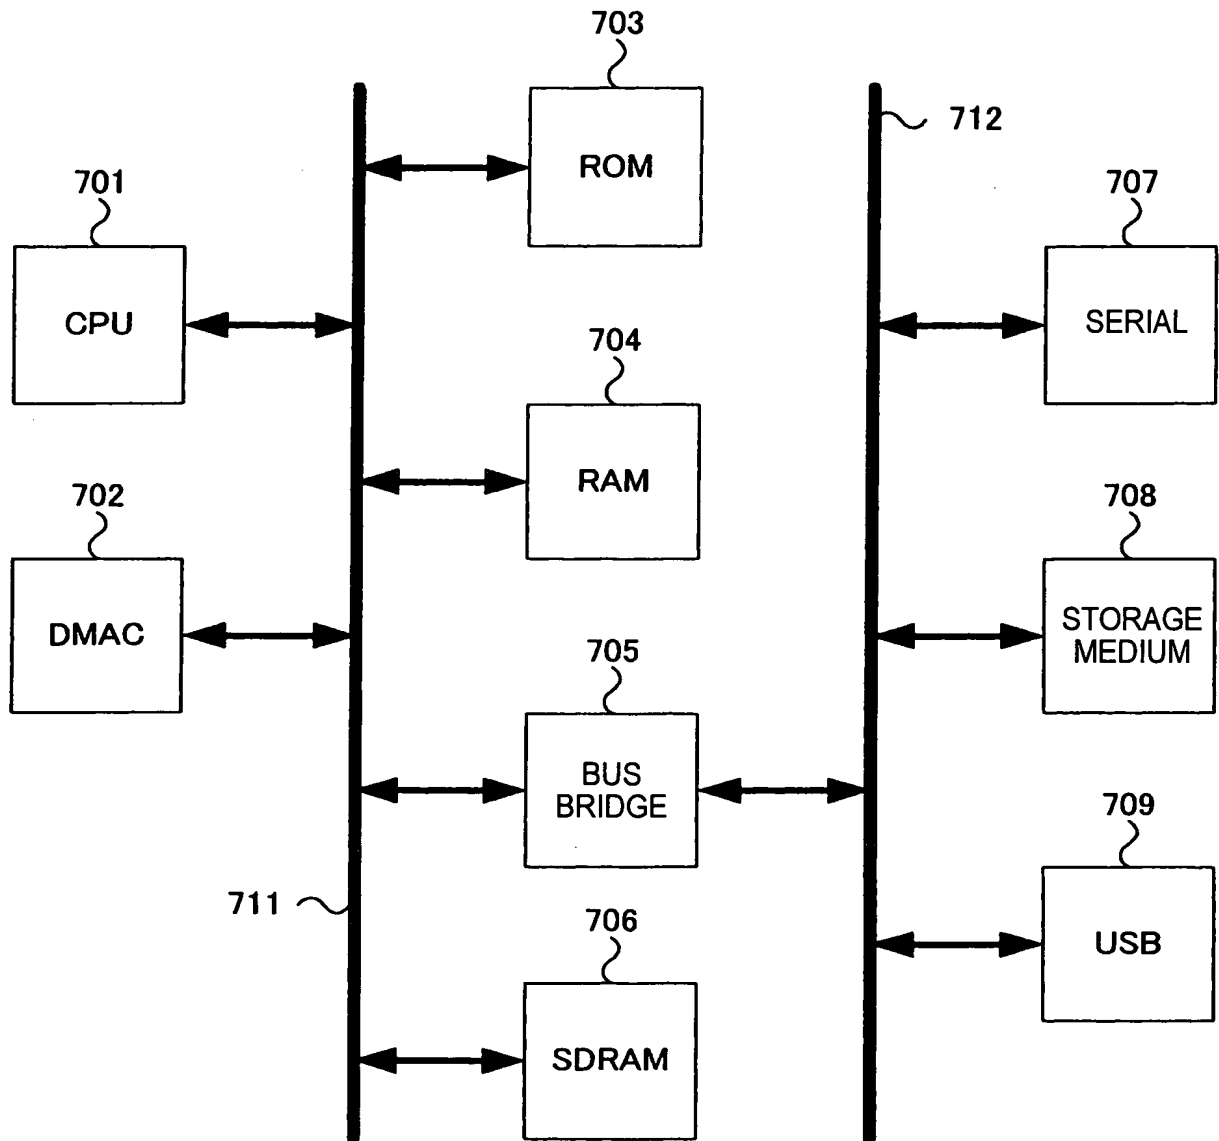 703
ROM
712
701
CPU
707
SERIAL
704
RAM
702
DMAC
708
STORAGE
MEDIUM
705
BUS
BRIDGE
709
USB
711
706
SDRAM